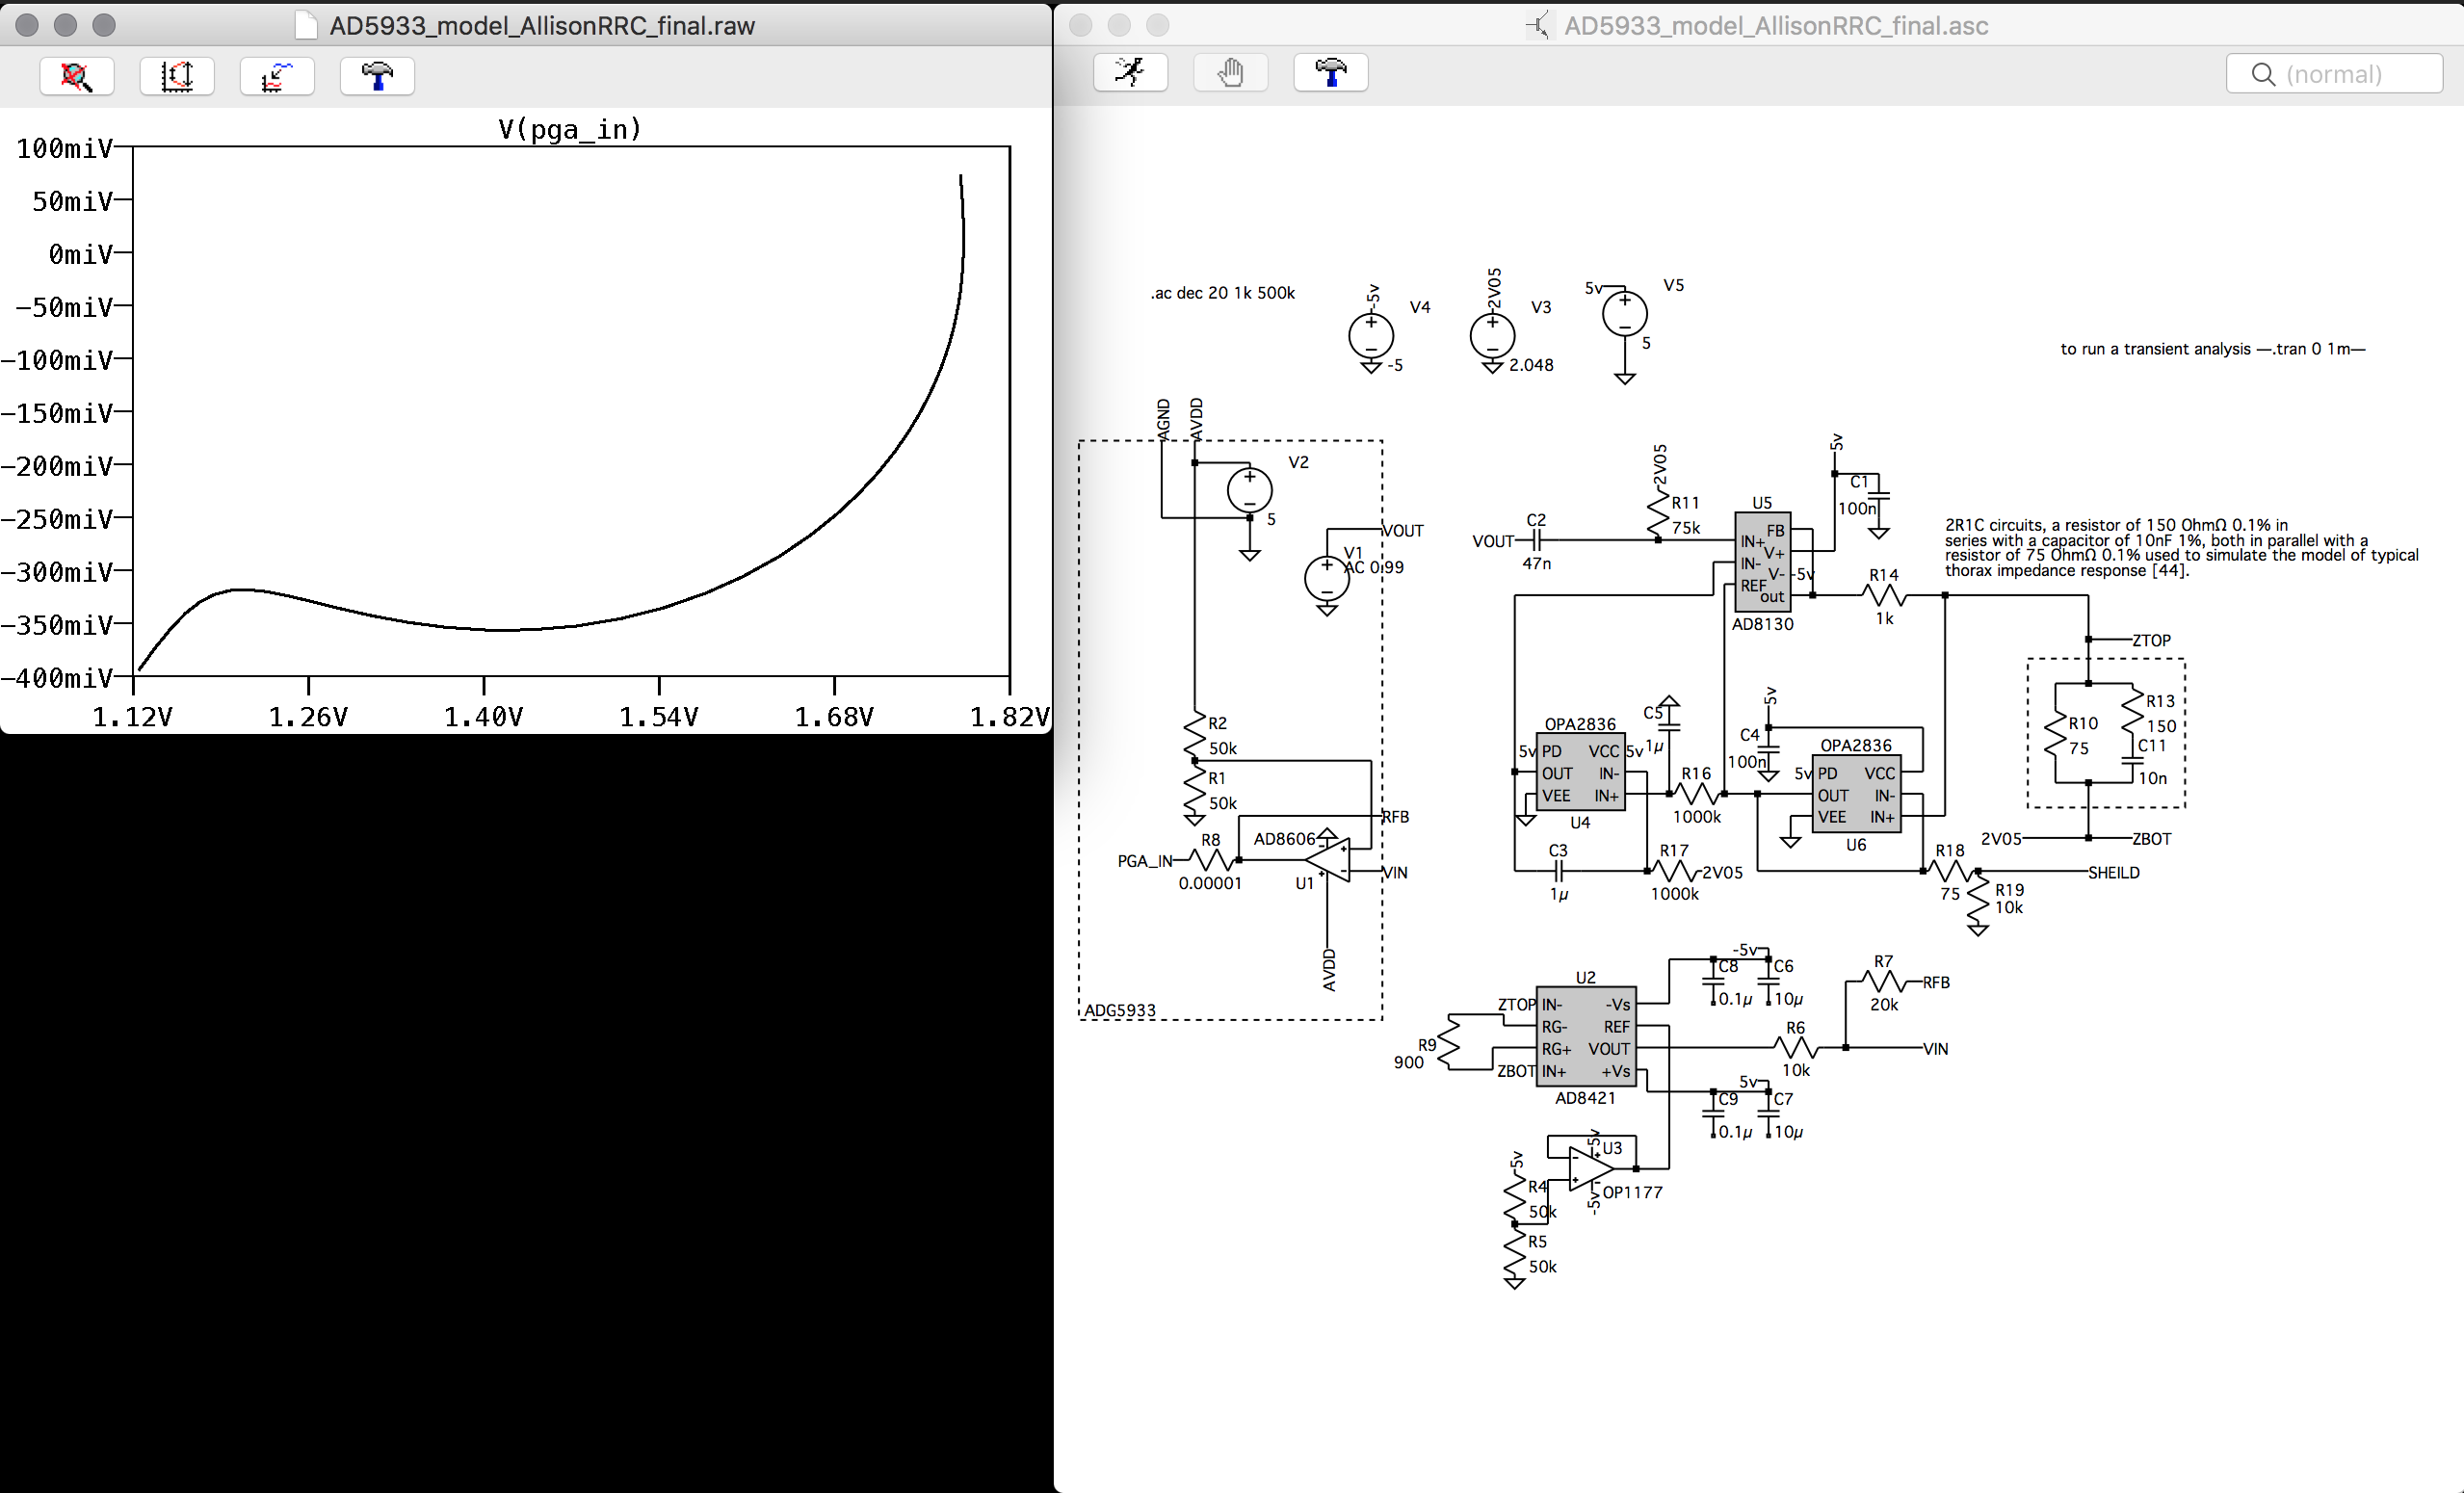 AD5933_model_AllisonRRC_final.raw
V(pga_in)
100miV
50miV
0miV
−50miV
−100miV
−150miV
−200miV
−250miV
−300miV
−350miV
−400miV
1.12V 1.26V 1.40V 1.54V 1.68V 1.82V
AD5933_model_AllisonRRC_final.asc
(normal)
.ac dec 20 1k 500k
-5v
V4
-5
2V05
V3
2.048
5v
V5
5
to run a transient analysis —.tran 0 1m—
AGND
AVDD
V2
5
VOUT
V1
AC 0.99
R2
50k
R1
50k
RFB
AD8606
R8
PGA_IN
0.00001
U1
VIN
AVDD
ADG5933
VOUT
C2
47n
2V05
R11
75k
U5
FB
IN+
V+
IN-
V-
REF
out
AD8130
-5v
5v
C1
100n
R14
1k
2R1C circuits, a resistor of 150 OhmΩ 0.1% in
series with a capacitor of 10nF 1%, both in parallel with a
resistor of 75 OhmΩ 0.1% used to simulate the model of typical
thorax impedance response [44].
ZTOP
R10
75
R13
150
C11
10n
2V05
ZBOT
OPA2836
5v
PD VCC
OUT IN-
VEE IN+
U4
5v
C5
1µ
R16
1000k
5v
C4
100n
OPA2836
5v
PD VCC
OUT IN-
VEE IN+
U6
C3
1µ
R17
1000k
2V05
R18
75
SHEILD
R19
10k
U2
ZTOP
IN- -Vs
RG- REF
RG+ VOUT
IN+ +Vs
ZBOT
AD8421
R9
900
-5v
C8
0.1µ
C6
10µ
R7
20k
RFB
R6
10k
VIN
5v
C9
0.1µ
C7
10µ
5v
U3
OP1177
-5v
5v
R4
50k
R5
50k